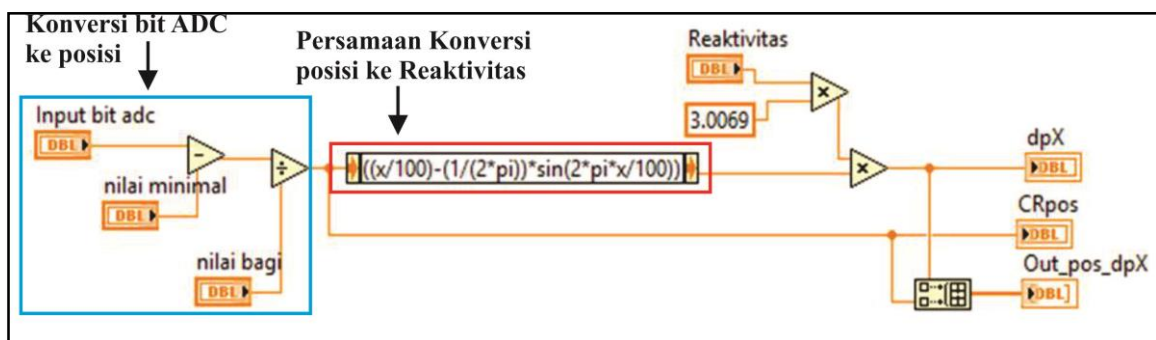 Konversi bit ADC
ke posisi
Persamaan Konversi
posisi ke Reaktivitas
Reaktivitas
DBL
×
3.0069
Input bit adc
DBL
-
÷
nilai minimal
DBL
nilai bagi
DBL
((x/100)-(1/(2*pi))*sin(2*pi*x/100))
×
dpX
DBL
CRpos
DBL
Out_pos_dpX
[DBL]